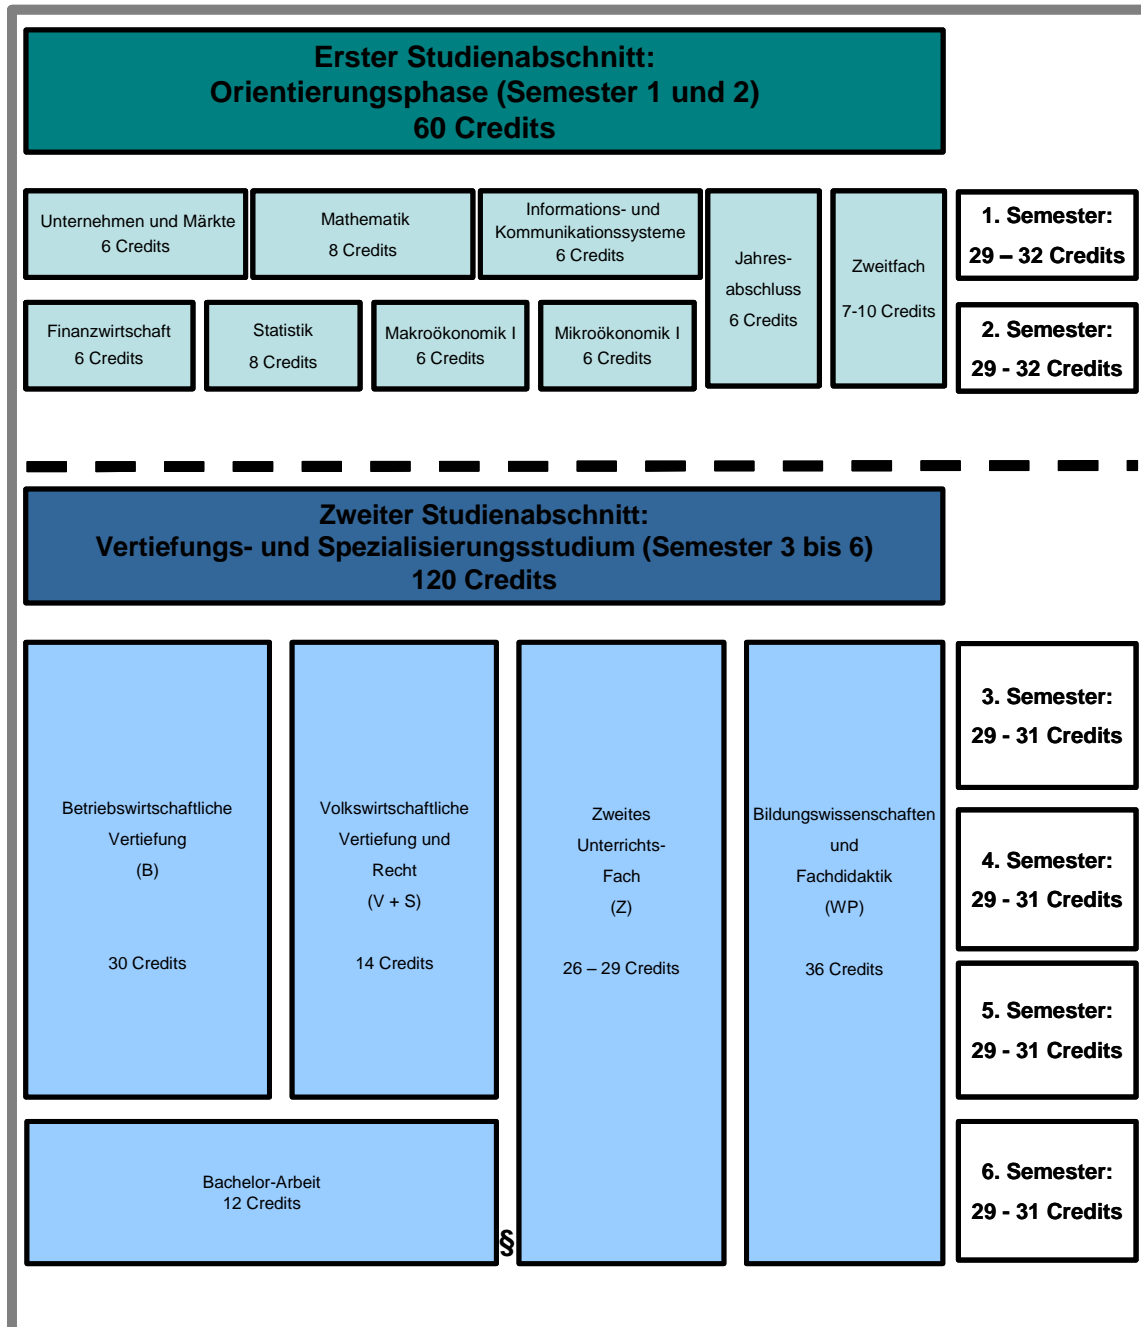 Erster Studienabschnitt:
Orientierungsphase (Semester 1 und 2)
60 Credits
Unternehmen und Märkte
6 Credits
Mathematik
8 Credits
Informations- und
Kommunikationssysteme
6 Credits
Jahres-
abschluss
6 Credits
Zweitfach
7-10 Credits
1. Semester:
29 – 32 Credits
Finanzwirtschaft
6 Credits
Statistik
8 Credits
Makroökonomik I
6 Credits
Mikroökonomik I
6 Credits
2. Semester:
29 - 32 Credits
Zweiter Studienabschnitt:
Vertiefungs- und Spezialisierungsstudium (Semester 3 bis 6)
120 Credits
Betriebswirtschaftliche
Vertiefung
(B)
30 Credits
Volkswirtschaftliche
Vertiefung und
Recht
(V + S)
14 Credits
Zweites
Unterrichts-
Fach
(Z)
26 – 29 Credits
Bildungswissenschaften
und
Fachdidaktik
(WP)
36 Credits
3. Semester:
29 - 31 Credits
4. Semester:
29 - 31 Credits
5. Semester:
29 - 31 Credits
Bachelor-Arbeit
12 Credits
§
6. Semester:
29 - 31 Credits